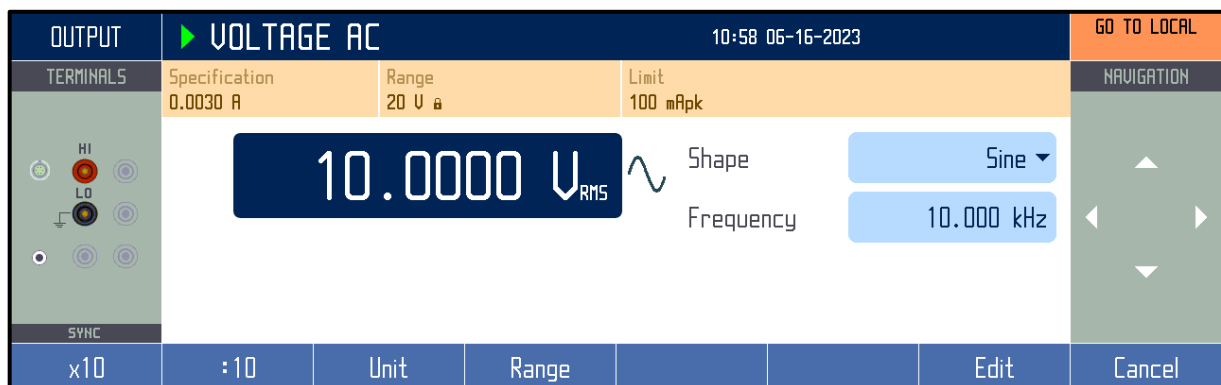 OUTPUT
VOLTAGE AC
10:58 06-16-2023
GO TO LOCAL
TERMINALS
Specification
0.0030 A
Range
20 V
Limit
100 mApk
NAVIGATION
HI
LO
10.0000 VRMS
Shape
Sine
Frequency
10.000 kHz
SYNC
x10
:10
Unit
Range
Edit
Cancel